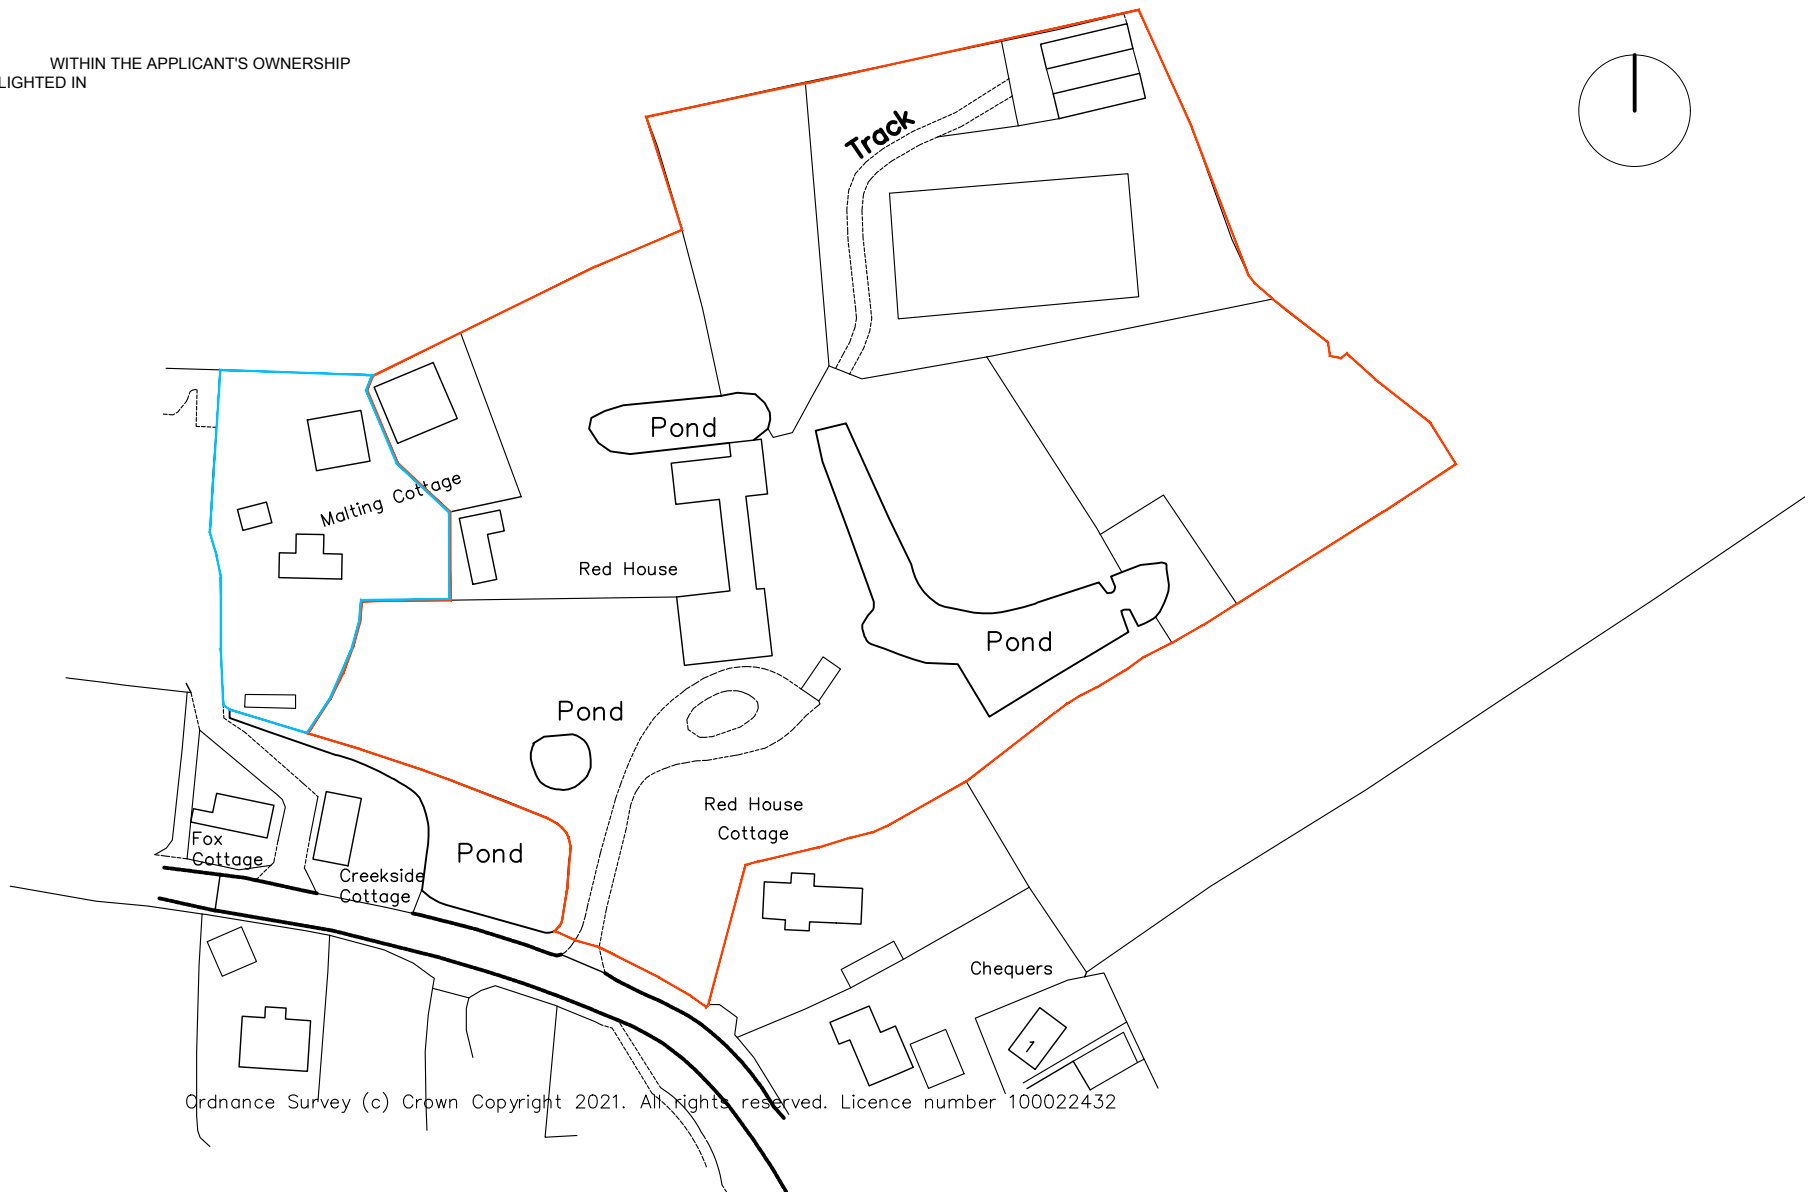 WITHIN THE APPLICANT'S OWNERSHIP
LIGHTED IN
Track
Pond
Malting Cottage
Red House
Pond
Pond
Red House
Cottage
Fox
Cottage
Pond
Creekside
Cottage
Chequers
1
Ordnance Survey (c) Crown Copyright 2021. All rights reserved. Licence number 100022432